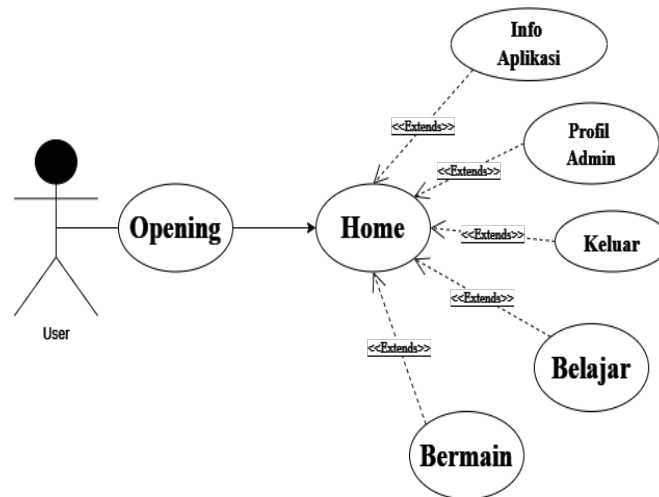 Info
Aplikasi
<<Extends>>
Profil
Admin
<<Extends>>
Opening
Home
<<Extends>>
Keluar
<<Extends>>
User
<<Extends>>
Belajar
Bermain